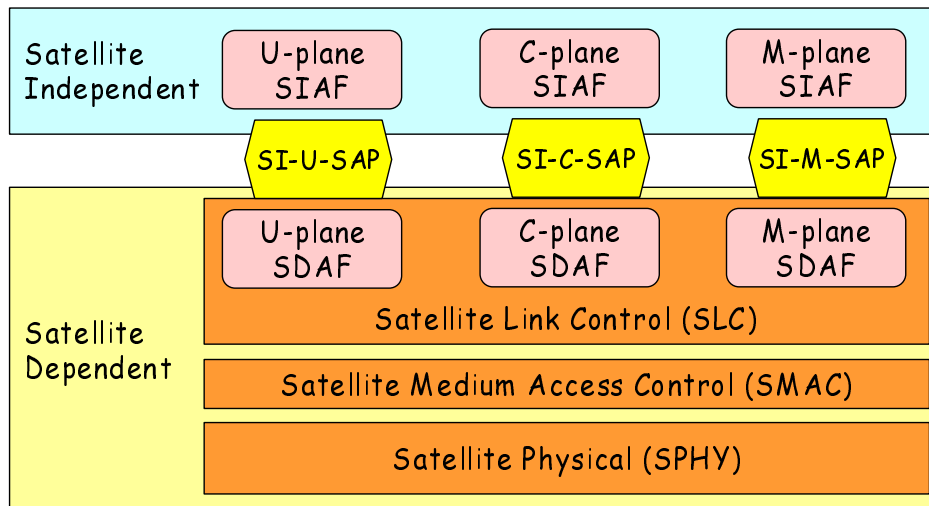 Satellite
Independent
U-plane
SIAF
C-plane
SIAF
M-plane
SIAF
SI-U-SAP
SI-C-SAP
SI-M-SAP
U-plane
SDAF
C-plane
SDAF
M-plane
SDAF
Satellite Link Control (SLC)
Satellite
Dependent
Satellite Medium Access Control (SMAC)
Satellite Physical (SPHY)